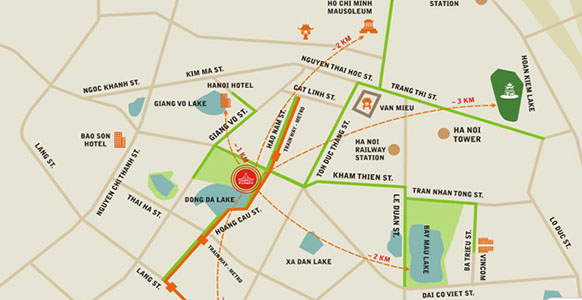 HO CHI MINH
MAUSOLEUM
STATION
~2 KM
NGUYEN THAI HOC ST.
KIM MA ST.
NGOC KHANH ST.
HANOI HOTEL
GIANG VO LAKE
CAT LINH ST.
TRANG THI ST.
HOAN KIEM LAKE
VAN MIEU
~ 3 KM
GIANG VO ST.
HAO NAM ST.
TRAIN WAY - METRO
TON DUC THANG ST.
HA NOI
TOWER
HA NOI
RAILWAY
STATION
BAO SON
HOTEL
LANG ST.
NGUYEN CHI THANH ST.
~ 1 KM
KHAM THIEN ST.
TRAN NHAN TONG ST.
THAI HA ST.
DONG DA LAKE
HOANG CAU ST.
LE DUAN ST.
BAY MAU LAKE
BA TRIEU ST.
VINCOM
LO DUC ST.
TRAIN WAY - METRO
XA DAN LAKE
~ 2 KM
LANG ST.
DAI CO VIET ST.